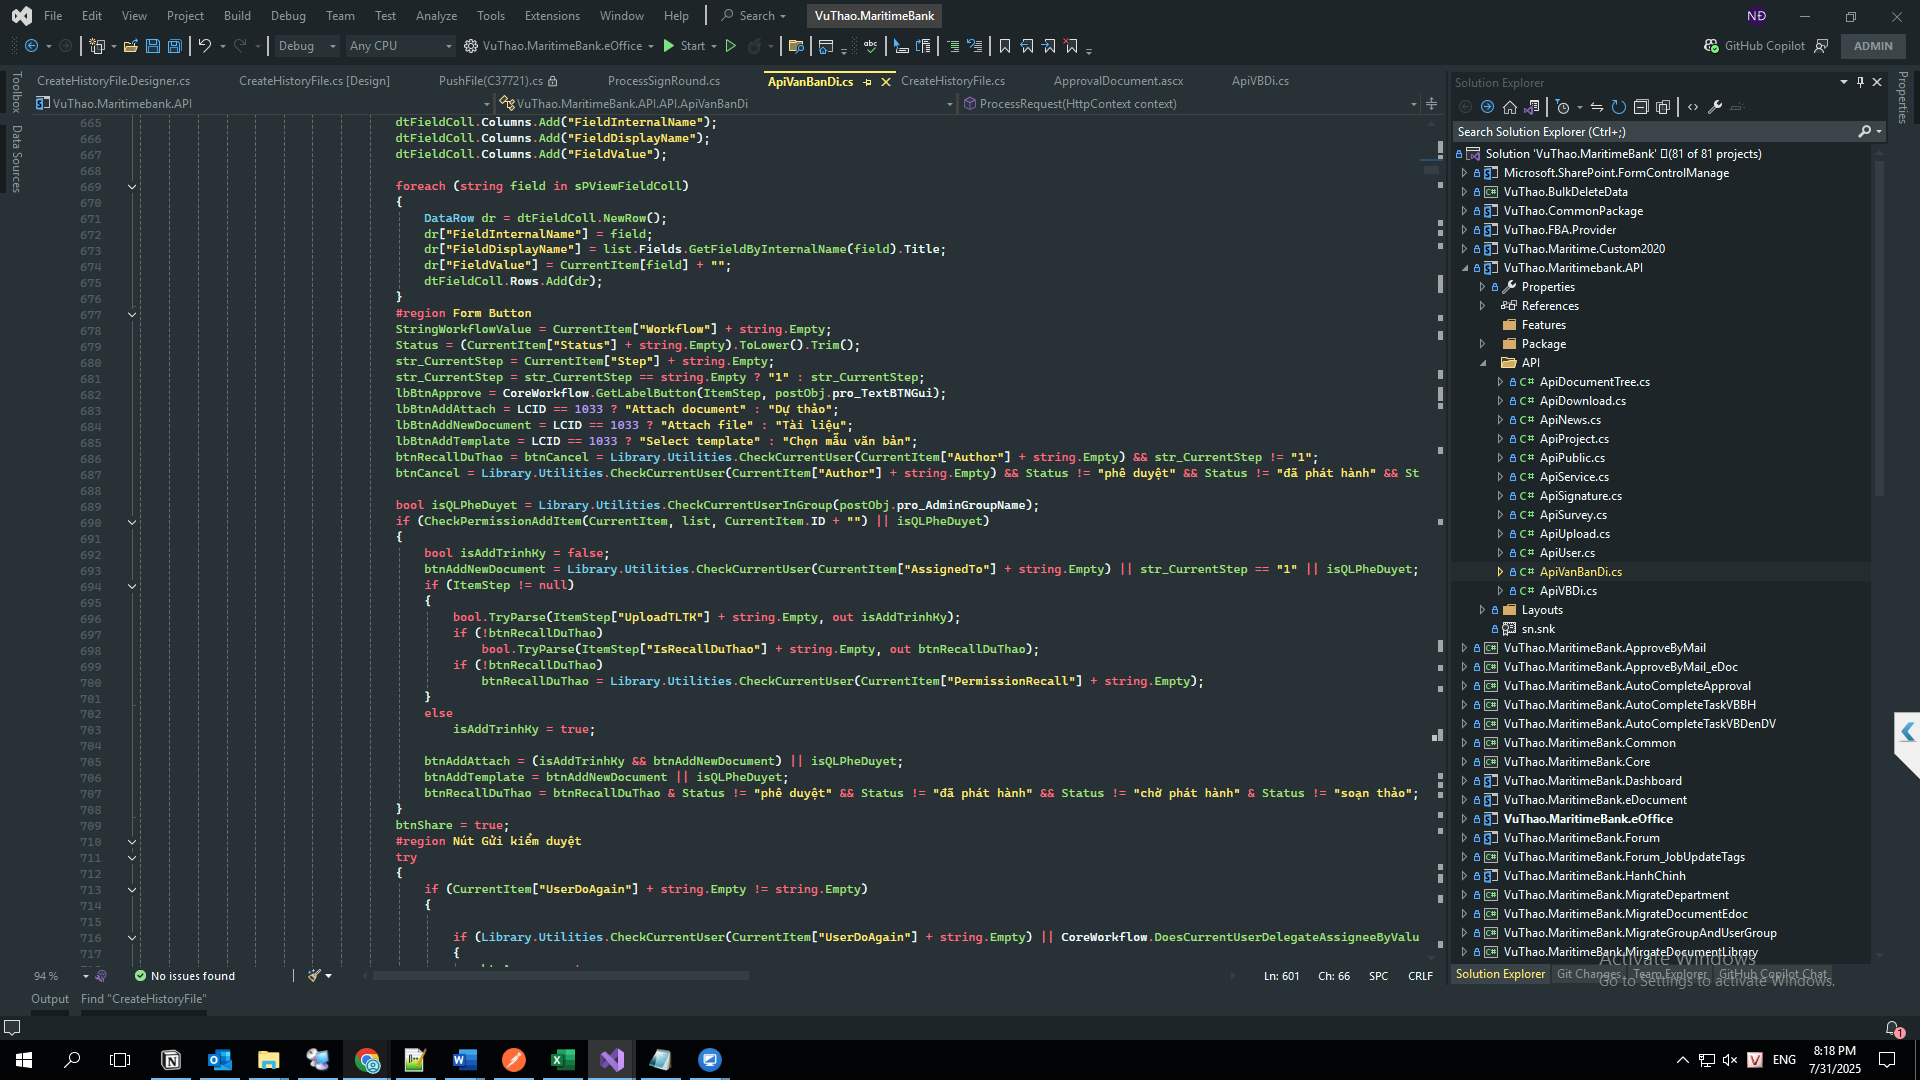 File Edit View Project Build Debug Team Test Analyze Tools Extensions Window Help Search VuThao.MaritimeBank NĐ
Debug Any CPU VuThao.MaritimeBank.eOffice Start abc GitHub Copilot ADMIN
CreateHistoryFile.Designer.cs CreateHistoryFile.cs [Design] PushFile(C37721).cs ProcessSignRound.cs ApiVanBanDi.cs CreateHistoryFile.cs ApprovalDocument.ascx ApiVBDi.cs
VuThao.Maritimebank.API VuThao.MaritimeBank.API.API.ApiVanBanDi ProcessRequest(HttpContext context)
Toolbox
Data Sources
665 dtFieldColl.Columns.Add("FieldInternalName");
666 dtFieldColl.Columns.Add("FieldDisplayName");
667 dtFieldColl.Columns.Add("FieldValue");
668
669 foreach (string field in sPViewFieldColl)
670 {
671 DataRow dr = dtFieldColl.NewRow();
672 dr["FieldInternalName"] = field;
673 dr["FieldDisplayName"] = list.Fields.GetFieldByInternalName(field).Title;
674 dr["FieldValue"] = CurrentItem[field] + "";
675 dtFieldColl.Rows.Add(dr);
676 }
677 #region Form Button
678 StringWorkflowValue = CurrentItem["Workflow"] + string.Empty;
679 Status = (CurrentItem["Status"] + string.Empty).ToLower().Trim();
680 str_CurrentStep = CurrentItem["Step"] + string.Empty;
681 str_CurrentStep = str_CurrentStep == string.Empty ? "1" : str_CurrentStep;
682 lbBtnApprove = CoreWorkflow.GetLabelButton(ItemStep, postObj.pro_TextBTNGui);
683 lbBtnAddAttach = LCID == 1033 ? "Attach document" : "Dự thảo";
684 lbBtnAddNewDocument = LCID == 1033 ? "Attach file" : "Tài liệu";
685 lbBtnAddTemplate = LCID == 1033 ? "Select template" : "Chọn mẫu văn bản";
686 btnRecallDuThao = btnCancel = Library.Utilities.CheckCurrentUser(CurrentItem["Author"] + string.Empty) && str_CurrentStep != "1";
687 btnCancel = Library.Utilities.CheckCurrentUser(CurrentItem["Author"] + string.Empty) && Status != "phê duyệt" && Status != "đã phát hành" && St
688
689 bool isQLPheDuyet = Library.Utilities.CheckCurrentUserInGroup(postObj.pro_AdminGroupName);
690 if (CheckPermissionAddItem(CurrentItem, list, CurrentItem.ID + "") || isQLPheDuyet)
691 {
692 bool isAddTrinhKy = false;
693 btnAddNewDocument = Library.Utilities.CheckCurrentUser(CurrentItem["AssignedTo"] + string.Empty) || str_CurrentStep == "1" || isQLPheDuyet;
694 if (ItemStep != null)
695 {
696 bool.TryParse(ItemStep["UploadTLTK"] + string.Empty, out isAddTrinhKy);
697 if (!btnRecallDuThao)
698 bool.TryParse(ItemStep["IsRecallDuThao"] + string.Empty, out btnRecallDuThao);
699 if (!btnRecallDuThao)
700 btnRecallDuThao = Library.Utilities.CheckCurrentUser(CurrentItem["PermissionRecall"] + string.Empty);
701 }
702 else
703 isAddTrinhKy = true;
704
705 btnAddAttach = (isAddTrinhKy && btnAddNewDocument) || isQLPheDuyet;
706 btnAddTemplate = btnAddNewDocument || isQLPheDuyet;
707 btnRecallDuThao = btnRecallDuThao & Status != "phê duyệt" && Status != "đã phát hành" && Status != "chờ phát hành" & Status != "soạn thảo";
708 }
709 btnShare = true;
710 #region Nút Gửi kiểm duyệt
711 try
712 {
713 if (CurrentItem["UserDoAgain"] + string.Empty != string.Empty)
714 {
715
716 if (Library.Utilities.CheckCurrentUser(CurrentItem["UserDoAgain"] + string.Empty) || CoreWorkflow.DoesCurrentUserDelegateAssigneeByValu
717 {
94 % No issues found Ln: 601 Ch: 66 SPC CRLF
Output Find "CreateHistoryFile"
Solution Explorer
Properties
Search Solution Explorer (Ctrl+;)
Solution 'VuThao.MaritimeBank' (81 of 81 projects)
Microsoft.SharePoint.FormControlManage
VuThao.BulkDeleteData
VuThao.CommonPackage
VuThao.FBA.Provider
VuThao.Maritime.Custom2020
VuThao.Maritimebank.API
Properties
References
Features
Package
API
C# ApiDocumentTree.cs
C# ApiDownload.cs
C# ApiNews.cs
C# ApiProject.cs
C# ApiPublic.cs
C# ApiService.cs
C# ApiSignature.cs
C# ApiSurvey.cs
C# ApiUpload.cs
C# ApiUser.cs
C# ApiVanBanDi.cs
C# ApiVBDi.cs
Layouts
sn.snk
VuThao.MaritimeBank.ApproveByMail
VuThao.MaritimeBank.ApproveByMail_eDoc
VuThao.MaritimeBank.AutoCompleteApproval
VuThao.MaritimeBank.AutoCompleteTaskVBBH
VuThao.MaritimeBank.AutoCompleteTaskVBDenDV
VuThao.MaritimeBank.Common
VuThao.MaritimeBank.Core
VuThao.MaritimeBank.Dashboard
VuThao.MaritimeBank.eDocument
VuThao.MaritimeBank.eOffice
VuThao.MaritimeBank.Forum
VuThao.MaritimeBank.Forum_JobUpdateTags
VuThao.MaritimeBank.HanhChinh
VuThao.MaritimeBank.MigrateDepartment
VuThao.MaritimeBank.MigrateDocumentEdoc
VuThao.MaritimeBank.MigrateGroupAndUserGroup
VuThao.MaritimeBank.MigrateDocumentLibrary
Solution Explorer Git Changes Team Explorer GitHub Copilot Chat
Activate Windows
Go to Settings to activate Windows.
1
ENG
8:18 PM
7/31/2025